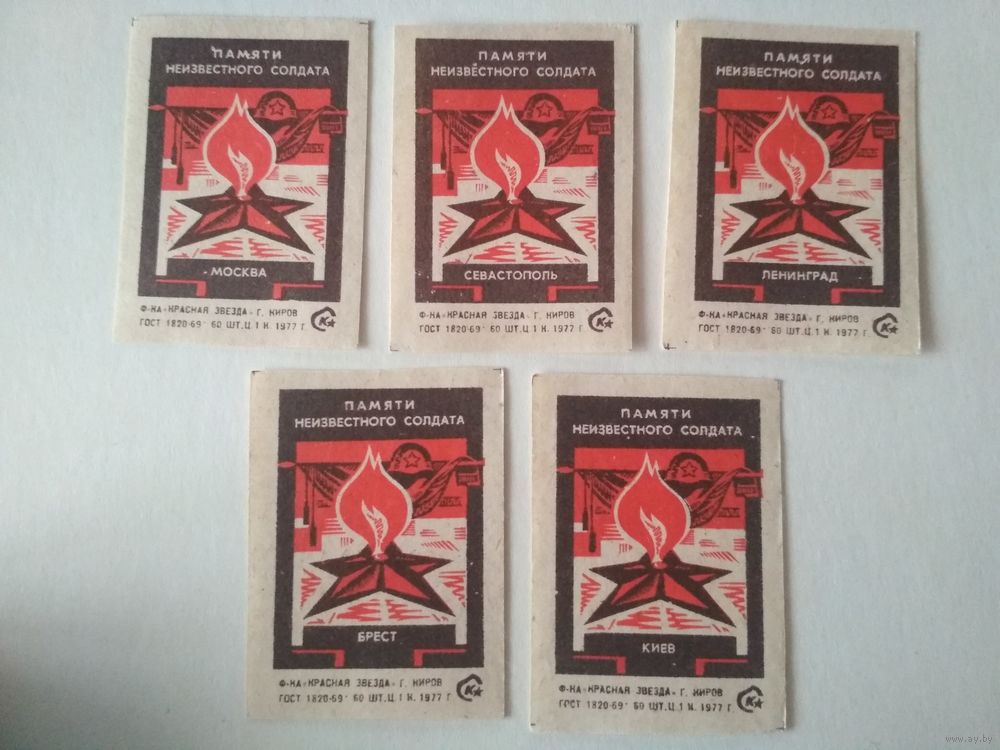 ПАМЯТИ
НЕИЗВЕСТНОГО СОЛДАТА
МОСКВА
Ф-КА «КРАСНАЯ ЗВЕЗДА» Г. КИРОВ
ГОСТ 1820-69* 60 ШТ. Ц. 1 К. 1977 Г.
К
ПАМЯТИ
НЕИЗВЕСТНОГО СОЛДАТА
СЕВАСТОПОЛЬ
Ф-КА «КРАСНАЯ ЗВЕЗДА» Г. КИРОВ
ГОСТ 1820-69* 60 ШТ. Ц. 1 К. 1977 Г.
К
ПАМЯТИ
НЕИЗВЕСТНОГО СОЛДАТА
ЛЕНИНГРАД
Ф-КА «КРАСНАЯ ЗВЕЗДА» Г. КИРОВ
ГОСТ 1820-69* 60 ШТ. Ц. 1 К. 1977 Г.
К
ПАМЯТИ
НЕИЗВЕСТНОГО СОЛДАТА
БРЕСТ
Ф-КА «КРАСНАЯ ЗВЕЗДА» Г. КИРОВ
ГОСТ 1820-69* 60 ШТ. Ц. 1 К. 1977 Г.
К
ПАМЯТИ
НЕИЗВЕСТНОГО СОЛДАТА
КИЕВ
Ф-КА «КРАСНАЯ ЗВЕЗДА» Г. КИРОВ
ГОСТ 1820-69* 60 ШТ. Ц. 1 К. 1977 Г.
К
www.ay.by